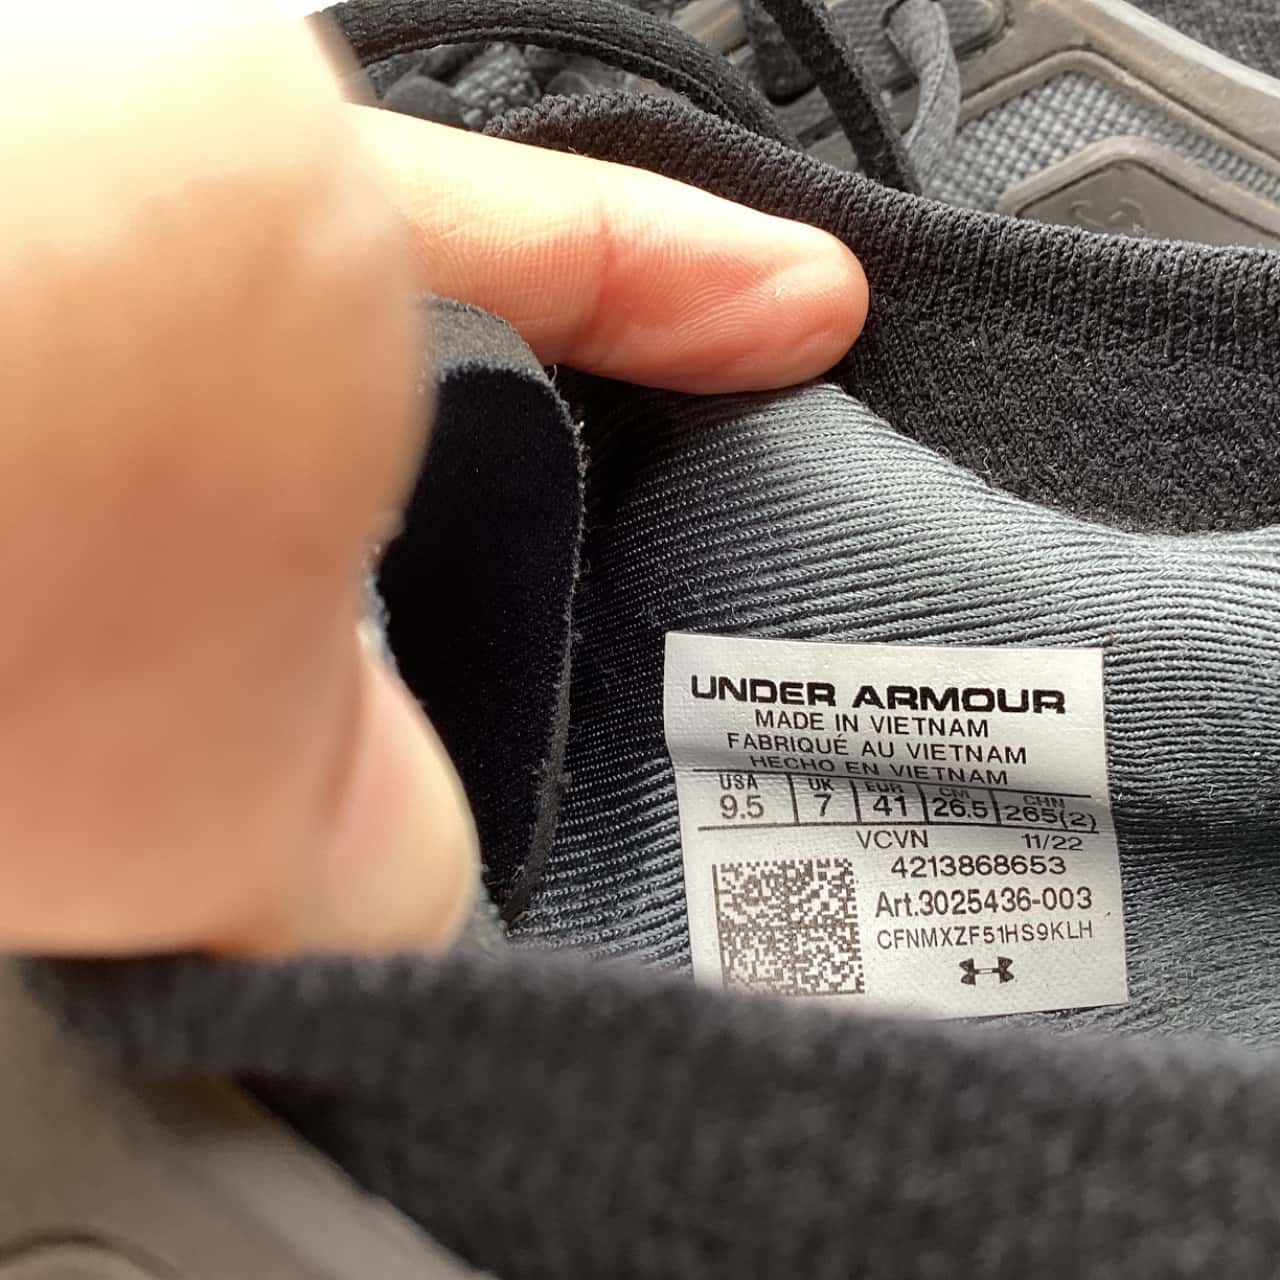 UNDER ARMOUR
MADE IN VIETNAM
FABRIQUÉ AU VIETNAM
HECHO EN VIETNAM
USA UK EUR CM CHN
9.5 7 41 26.5 265(2)
VCVN 11/22
4213868653
Art.3025436-003
CFNMXZF51HS9KLH